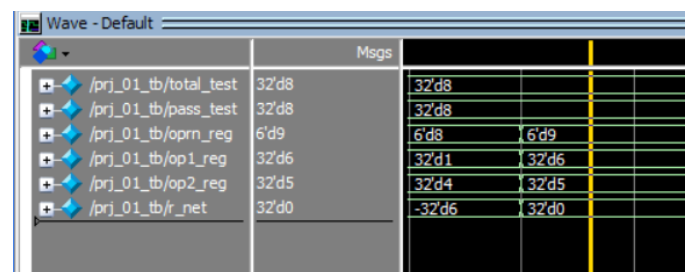 Wave - Default
Msgs
/prj_01_tb/total_test 32'd8 32'd8
/prj_01_tb/pass_test 32'd8 32'd8
/prj_01_tb/oprn_reg 6'd9 6'd8 6'd9
/prj_01_tb/op1_reg 32'd6 32'd1 32'd6
/prj_01_tb/op2_reg 32'd5 32'd4 32'd5
/prj_01_tb/r_net 32'd0 -32'd6 32'd0